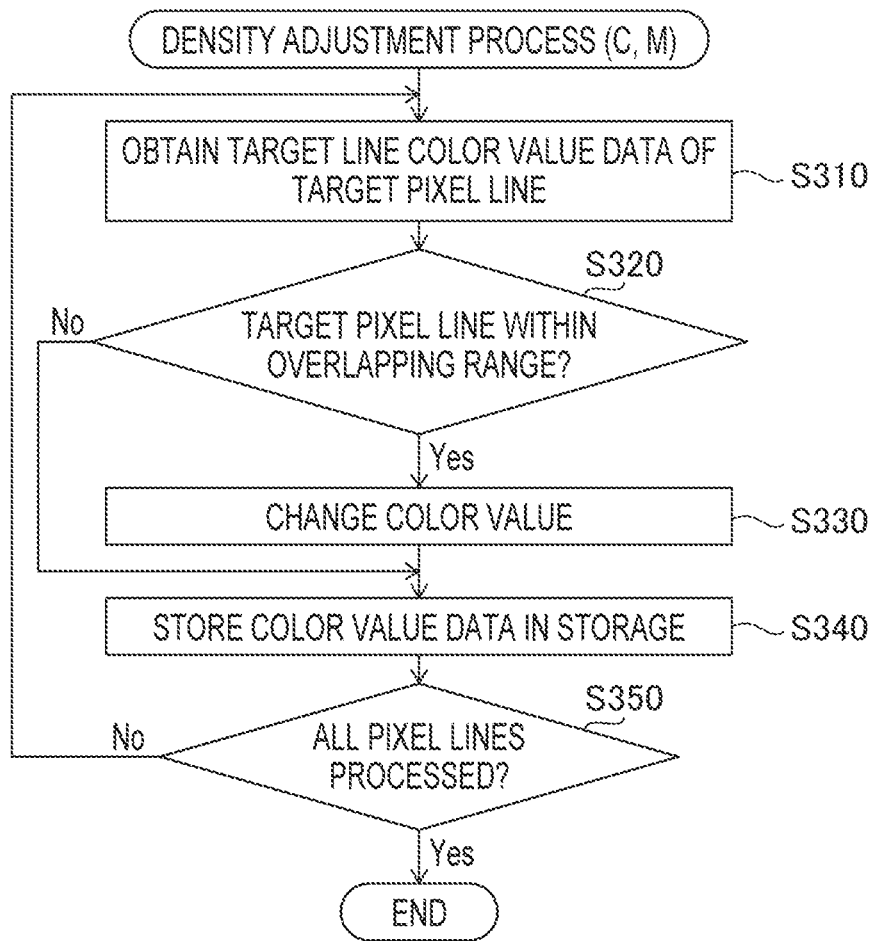 DENSITY ADJUSTMENT PROCESS (C, M)
OBTAIN TARGET LINE COLOR VALUE DATA OF
TARGET PIXEL LINE
S310
S320
No
TARGET PIXEL LINE WITHIN
OVERLAPPING RANGE?
Yes
CHANGE COLOR VALUE
S330
STORE COLOR VALUE DATA IN STORAGE
S340
S350
No
ALL PIXEL LINES
PROCESSED?
Yes
END